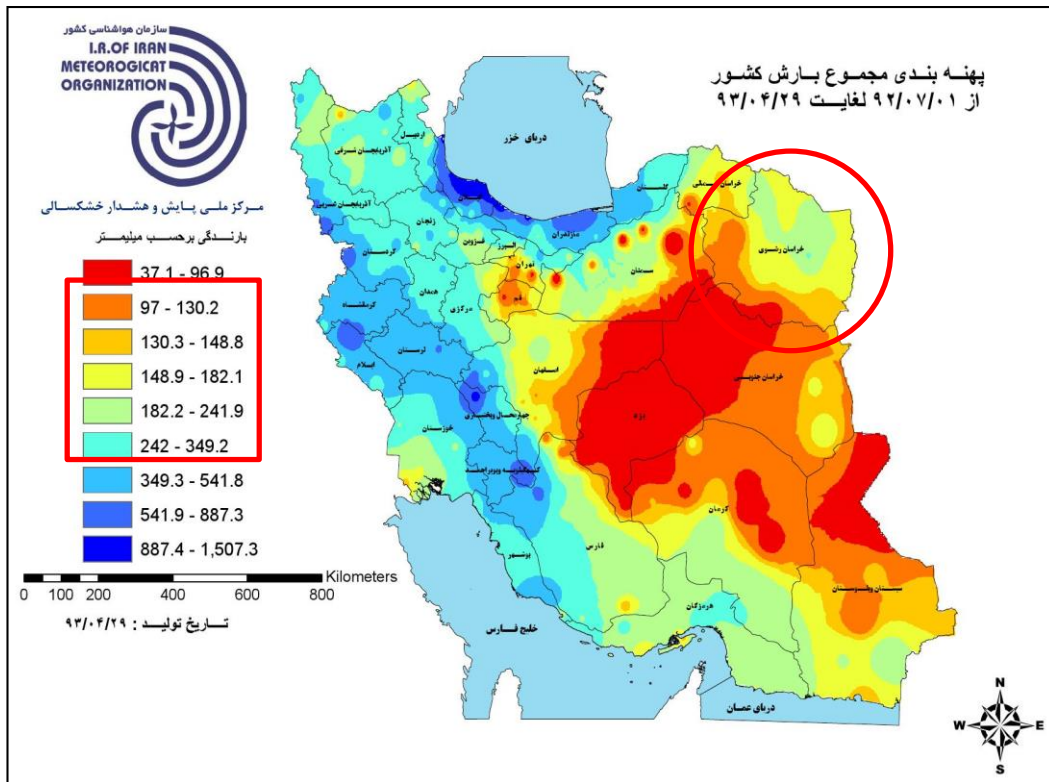 سازمان هواشناسی کشور
I.R.OF IRAN
METEOROGICAT
ORGANIZATION
مرکز ملی پایش و هشدار خشکسالی
پهنه بندی مجموع بارش کشور
از ۹۲/۰۷/۰۱ لغایت ۹۳/۰۴/۲۹
بارندگی برحسب میلیمتر
37.1 - 96.9
97 - 130.2
130.3 - 148.8
148.9 - 182.1
182.2 - 241.9
242 - 349.2
349.3 - 541.8
541.9 - 887.3
887.4 - 1,507.3
Kilometers
0 100 200 400 600 800
تاریخ تولید : ۹۳/۰۴/۲۹
دریای خزر
اردبیل
آذربایجان شرقی
آذربایجان غربی
گیلان
زنجان
مازندران
گلستان
خراسان شمالی
خراسان رضوی
کردستان
قزوین
البرز
تهران
سمنان
همدان
مرکزی
قم
کرمانشاه
لرستان
ایلام
اصفهان
خراسان جنوبی
یزد
چهارمحال وبختیاری
خوزستان
کهگیلویه وبویراحمد
کرمان
فارس
بوشهر
سیستان وبلوچستان
هرمزگان
خلیج فارس
دریای عمان
N
W E
S